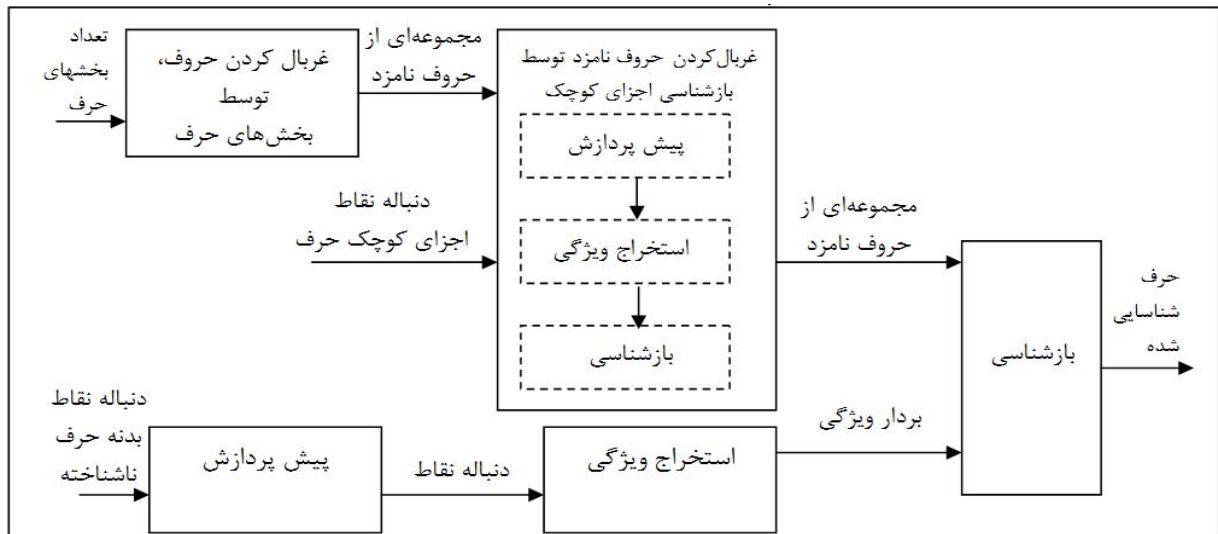 تعداد
بخشهای
حرف
غربال کردن حروف،
توسط
بخش‌های حرف
مجموعه‌ای از
حروف نامزد
غربال‌کردن حروف نامزد توسط
بازشناسی اجزای کوچک
پیش پردازش
استخراج ویژگی
بازشناسی
دنباله نقاط
اجزای کوچک حرف
مجموعه‌ای از
حروف نامزد
بازشناسی
حرف
شناسایی
شده
دنباله نقاط
بدنه حرف
ناشناخته
پیش پردازش
دنباله نقاط
استخراج ویژگی
بردار ویژگی